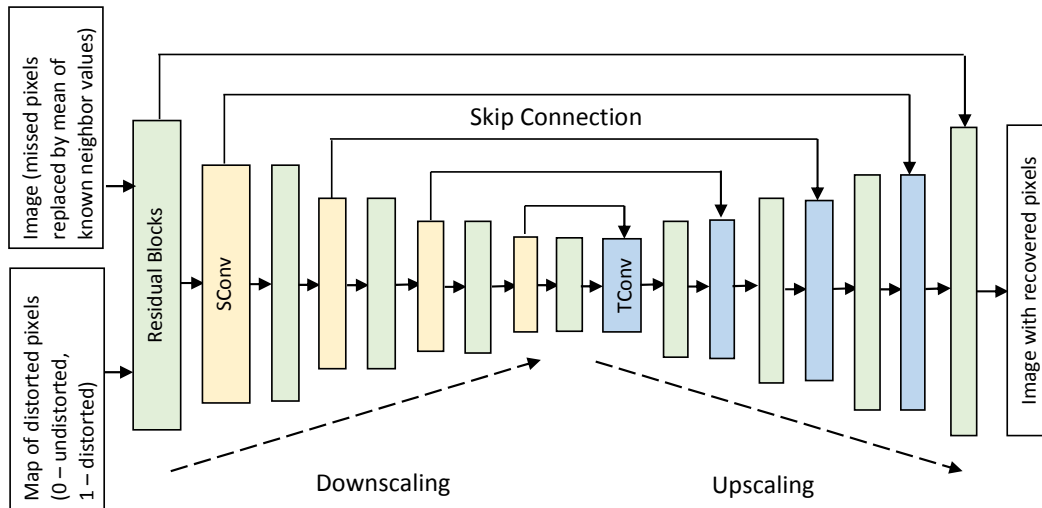 Image (missed pixels
replaced by mean of
known neighbor values)
Map of distorted pixels
(0 – undistorted,
1 – distorted)
Residual Blocks
SConv
Skip Connection
TConv
Image with recovered pixels
Downscaling
Upscaling